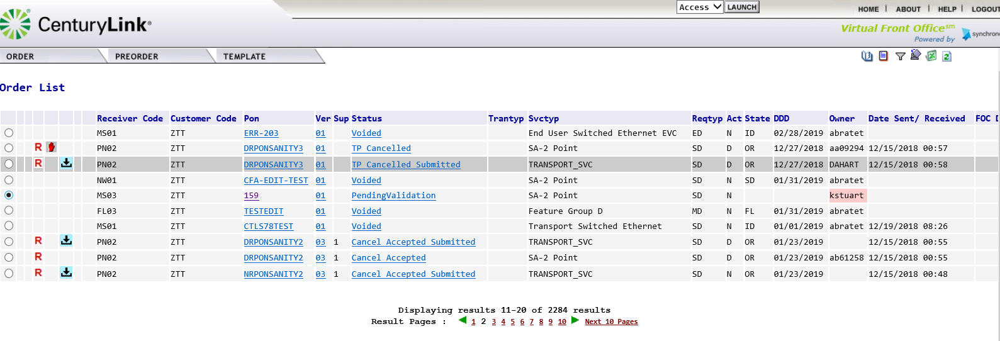 Access LAUNCH HOME | ABOUT | HELP | LOGOUT
CenturyLink®
Virtual Front Office sm
Powered by synchron
ORDER PREORDER TEMPLATE
Order List
Receiver Code Customer Code Pon Ver Sup Status Trantyp Svctyp Reqtyp Act State DDD Owner Date Sent/ Received FOC D
MS01 ZTT ERR-203 01 Voided End User Switched Ethernet EVC ED N ID 02/28/2019 abratet
R PN02 ZTT DRPONSANITY3 01 TP Cancelled SA-2 Point SD D OR 12/27/2018 aa09294 12/15/2018 00:57
R PN02 ZTT DRPONSANITY3 01 TP Cancelled Submitted TRANSPORT_SVC SD D OR 12/27/2018 DAHART 12/15/2018 00:58
NW01 ZTT CFA-EDIT-TEST 01 Voided SA-2 Point SD N SD 01/31/2019 abratet
MS03 ZTT 159 01 PendingValidation SA-2 Point SD N kstuart
FL03 ZTT TESTEDIT 01 Voided Feature Group D MD N FL 01/31/2019 abratet
MS01 ZTT CTLS78TEST 01 Voided Transport Switched Ethernet SD N ID 01/01/2019 abratet 12/19/2018 08:26
R PN02 ZTT DRPONSANITY2 03 1 Cancel Accepted Submitted TRANSPORT_SVC SD D OR 01/23/2019 12/15/2018 00:55
R PN02 ZTT DRPONSANITY2 03 1 Cancel Accepted SA-2 Point SD D OR 01/23/2019 ab61258 12/15/2018 00:55
R PN02 ZTT NRPONSANITY2 03 1 Cancel Accepted Submitted TRANSPORT_SVC SD N OR 01/23/2019 12/15/2018 00:48
Displaying results 11-20 of 2284 results
Result Pages : 1 2 3 4 5 6 7 8 9 10 Next 10 Pages